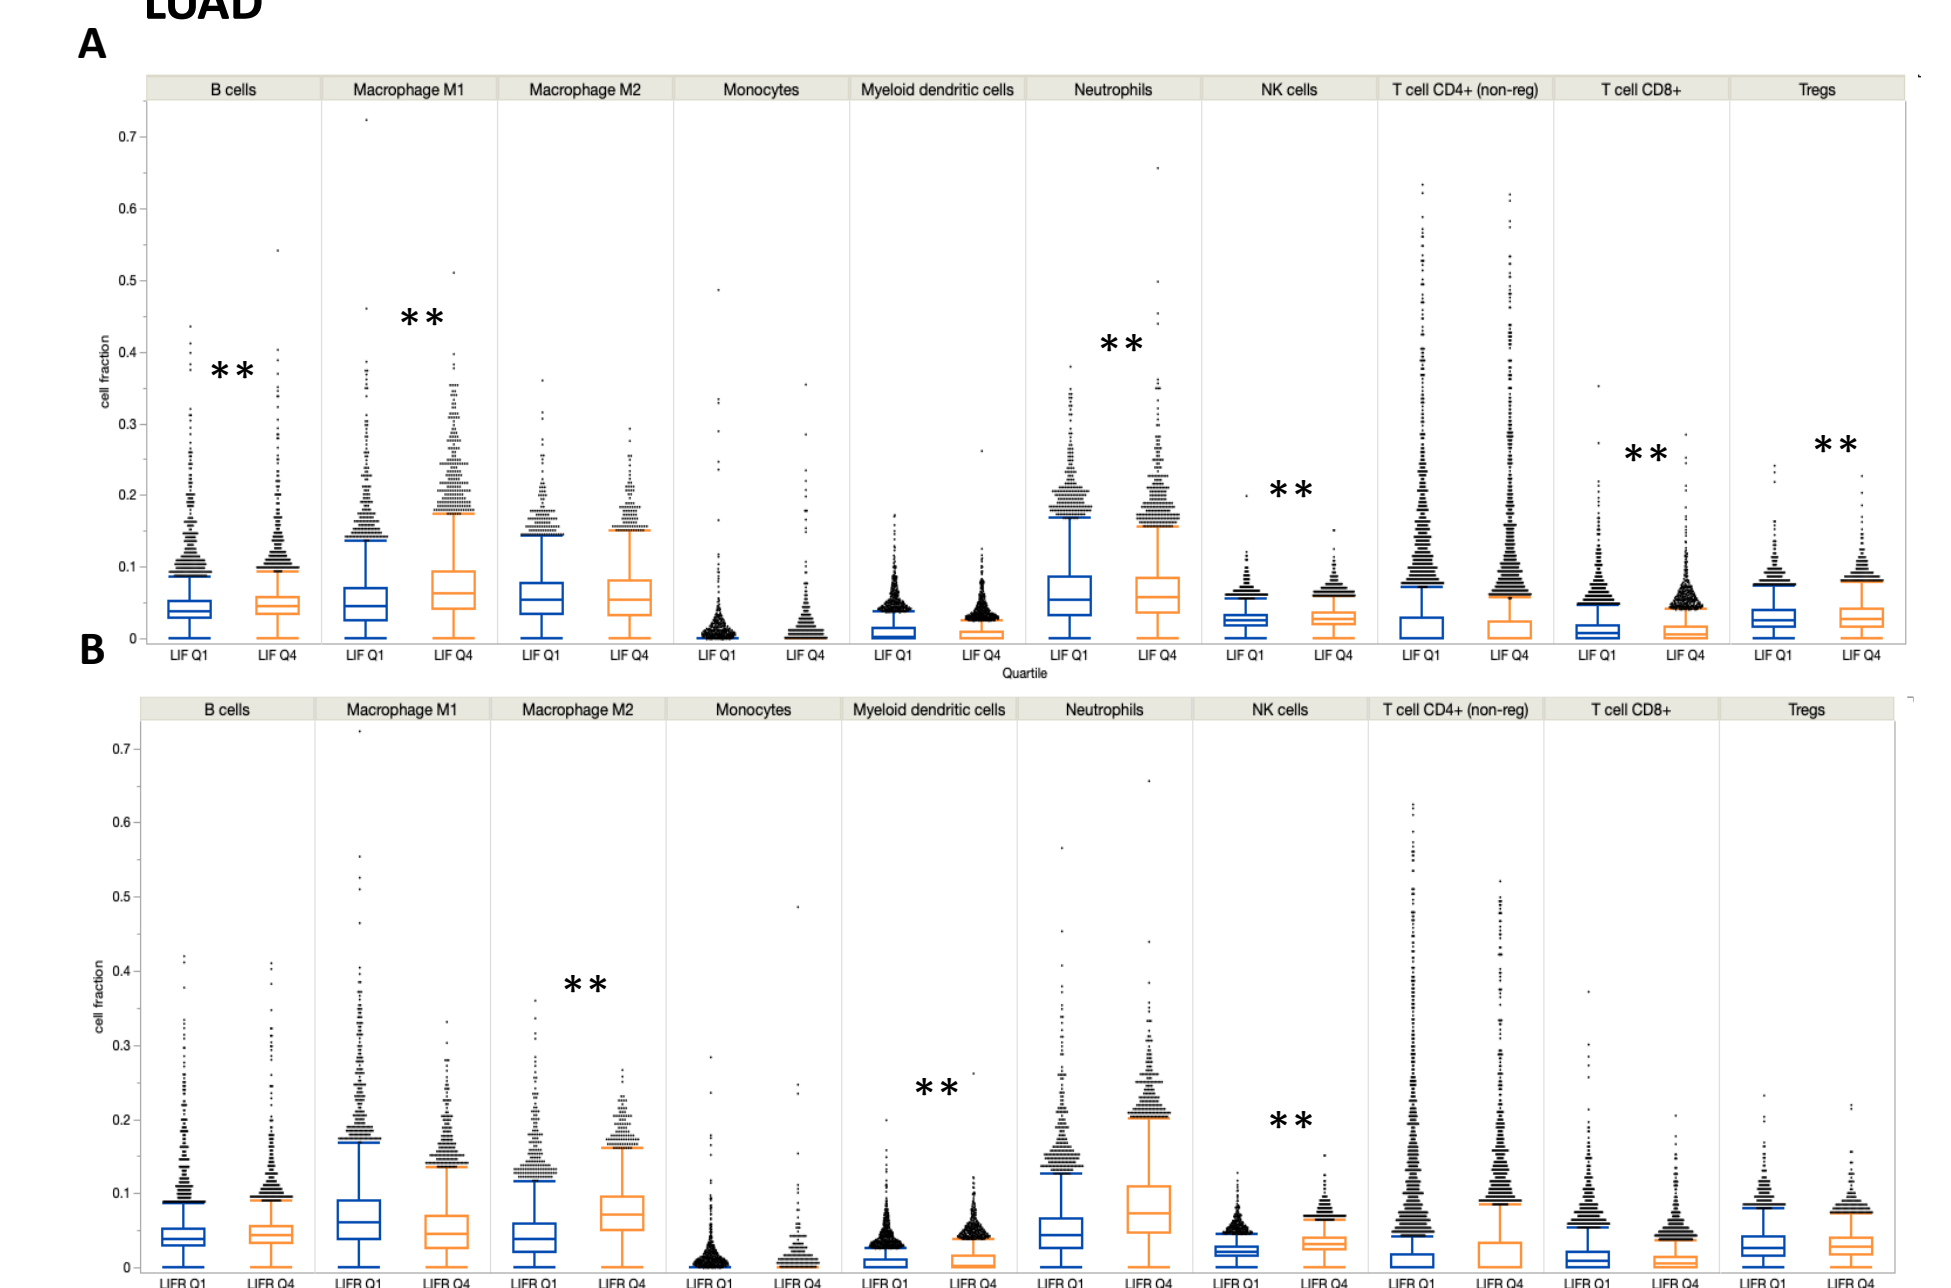 LUAD
A
B cells Macrophage M1 Macrophage M2 Monocytes Myeloid dendritic cells Neutrophils NK cells T cell CD4+ (non-reg) T cell CD8+ Tregs
0.7
0.6
0.5
0.4
0.3
0.2
0.1
0
cell fraction
** ** ** ** ** **
LIF Q1 LIF Q4 LIF Q1 LIF Q4 LIF Q1 LIF Q4 LIF Q1 LIF Q4 LIF Q1 LIF Q4 LIF Q1 LIF Q4 LIF Q1 LIF Q4 LIF Q1 LIF Q4 LIF Q1 LIF Q4 LIF Q1 LIF Q4
Quartile
B
B cells Macrophage M1 Macrophage M2 Monocytes Myeloid dendritic cells Neutrophils NK cells T cell CD4+ (non-reg) T cell CD8+ Tregs
0.7
0.6
0.5
0.4
0.3
0.2
0.1
0
cell fraction
** ** **
LIFR Q1 LIFR Q4 LIFR Q1 LIFR Q4 LIFR Q1 LIFR Q4 LIFR Q1 LIFR Q4 LIFR Q1 LIFR Q4 LIFR Q1 LIFR Q4 LIFR Q1 LIFR Q4 LIFR Q1 LIFR Q4 LIFR Q1 LIFR Q4 LIFR Q1 LIFR Q4